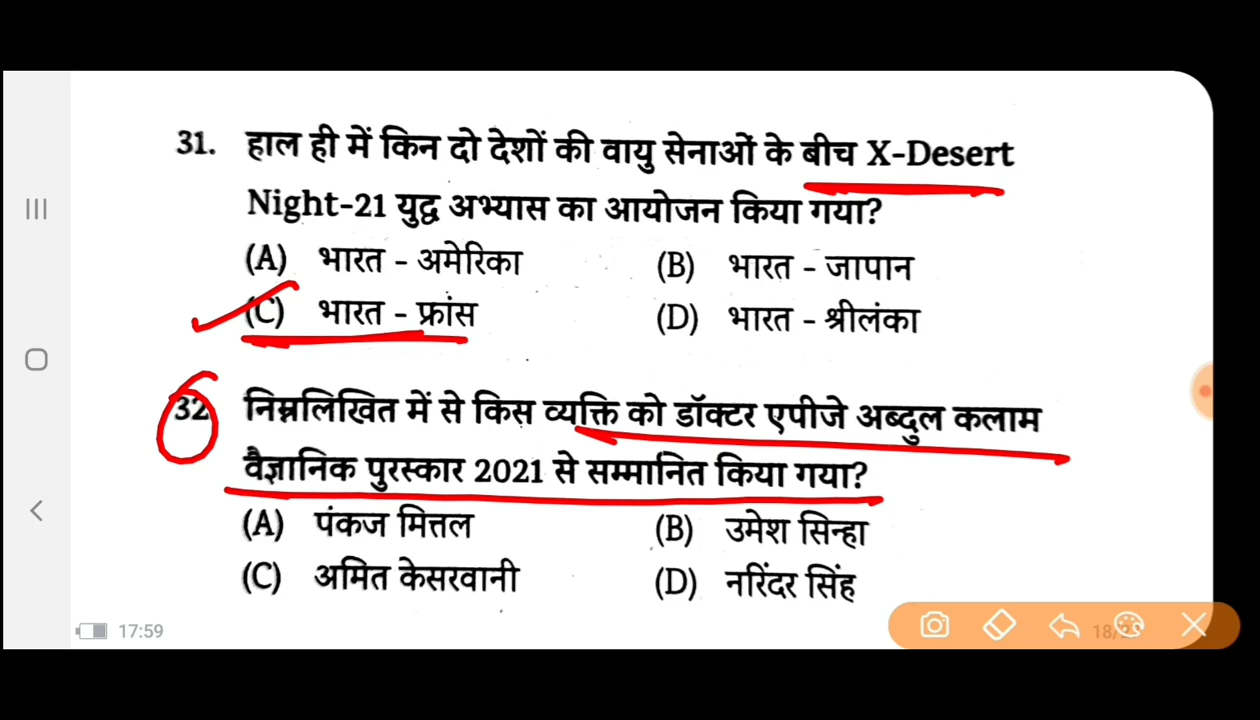 31. हाल ही में किन दो देशों की वायु सेनाओं के बीच X-Desert
Night-21 युद्ध अभ्यास का आयोजन किया गया?
(A) भारत - अमेरिका (B) भारत - जापान
(C) भारत - फ्रांस (D) भारत - श्रीलंका
32 निम्नलिखित में से किस व्यक्ति को डॉक्टर एपीजे अब्दुल कलाम
वैज्ञानिक पुरस्कार 2021 से सम्मानित किया गया?
(A) पंकज मित्तल (B) उमेश सिन्हा
(C) अमित केसरवानी (D) नरिंदर सिंह
17:59